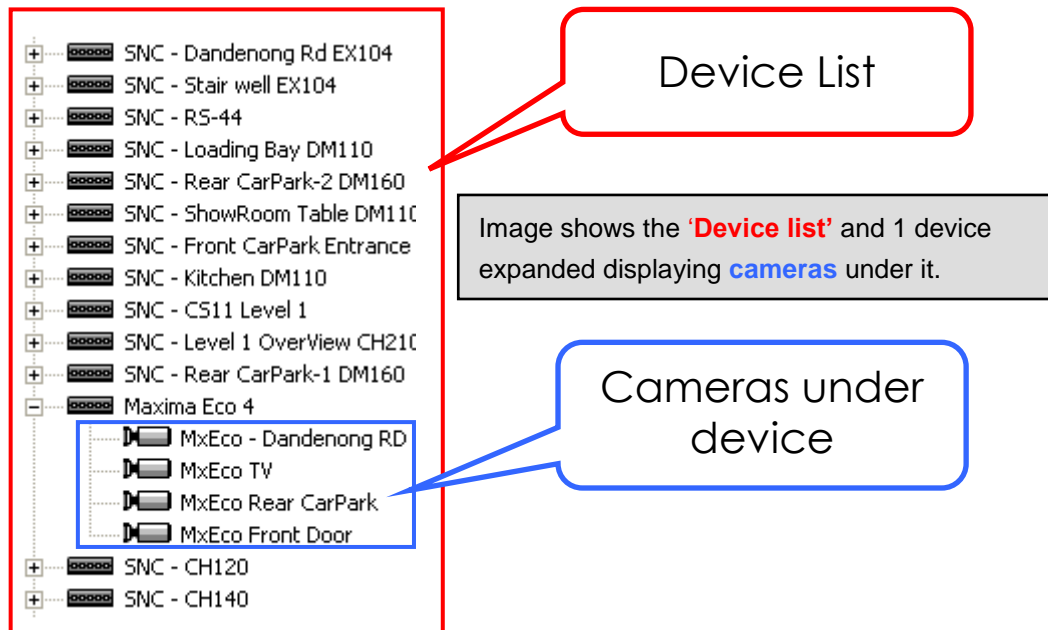 SNC - Dandenong Rd EX104
SNC - Stair well EX104
SNC - RS-44
SNC - Loading Bay DM110
SNC - Rear CarPark-2 DM160
SNC - ShowRoom Table DM110
SNC - Front CarPark Entrance
SNC - Kitchen DM110
SNC - CS11 Level 1
SNC - Level 1 OverView CH210
SNC - Rear CarPark-1 DM160
Maxima Eco 4
MxEco - Dandenong RD
MxEco TV
MxEco Rear CarPark
MxEco Front Door
SNC - CH120
SNC - CH140
Device List
Image shows the ‘Device list’ and 1 device
expanded displaying cameras under it.
Cameras under
device